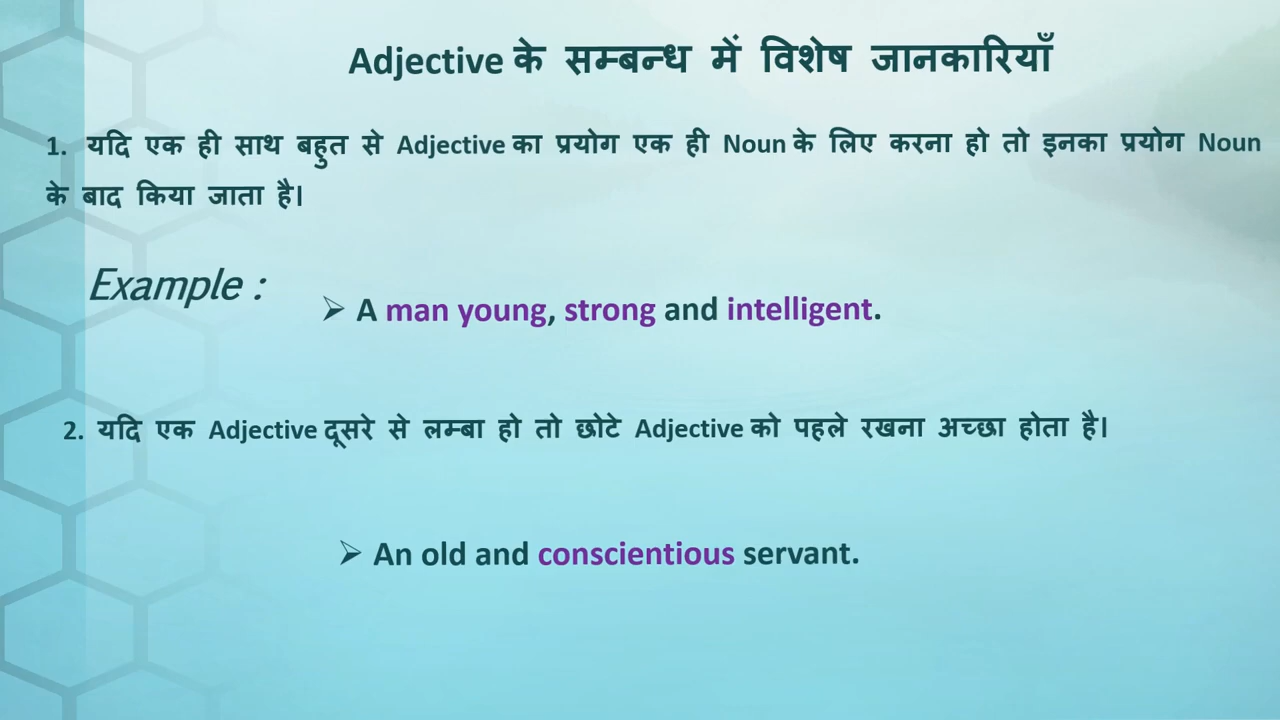 Adjective के सम्बन्ध में विशेष जानकारियाँ
1. यदि एक ही साथ बहुत से Adjective का प्रयोग एक ही Noun के लिए करना हो तो इनका प्रयोग Noun
के बाद किया जाता है।
Example :
➢ A man young, strong and intelligent.
2. यदि एक Adjective दूसरे से लम्बा हो तो छोटे Adjective को पहले रखना अच्छा होता है।
➢ An old and conscientious servant.